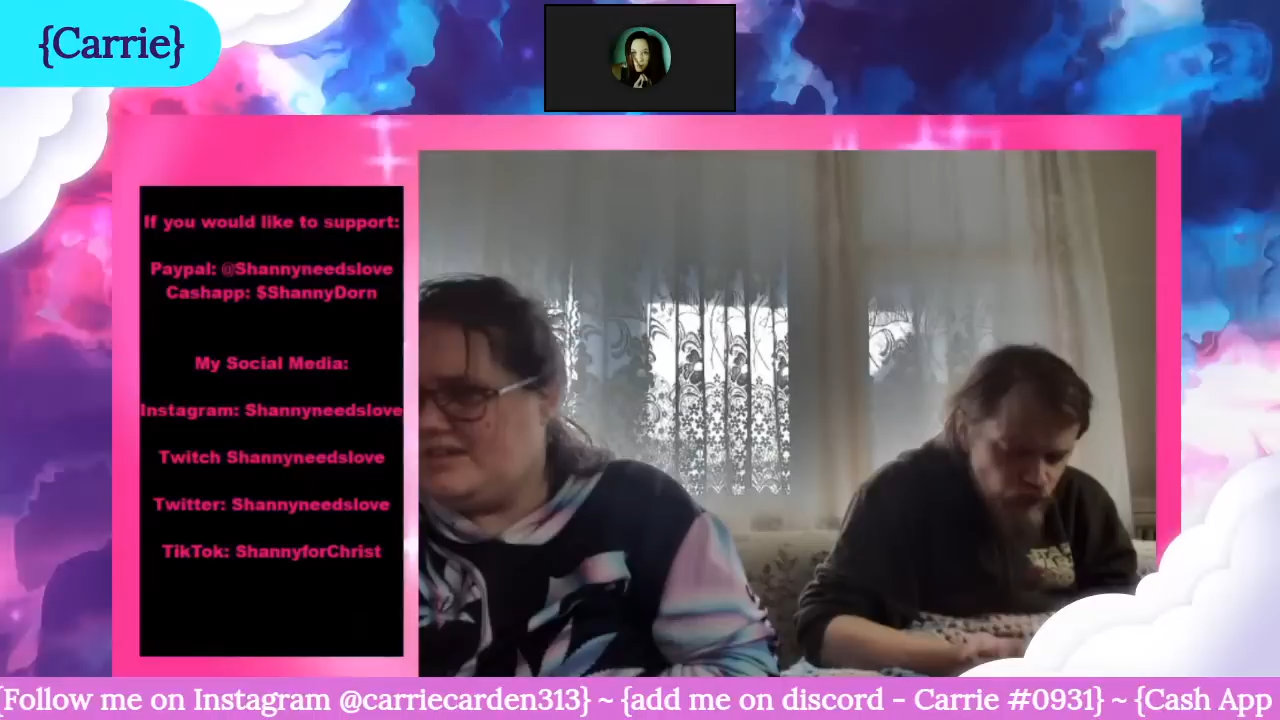 {Carrie}
If you would like to support:
Paypal: @Shannyneedslove
Cashapp: $ShannyDorn
My Social Media:
Instagram: Shannyneedslove
Twitch Shannyneedslove
Twitter: Shannyneedslove
TikTok: ShannyforChrist
{Follow me on Instagram @carriecarden313} ~ {add me on discord - Carrie #0931} ~ {Cash App